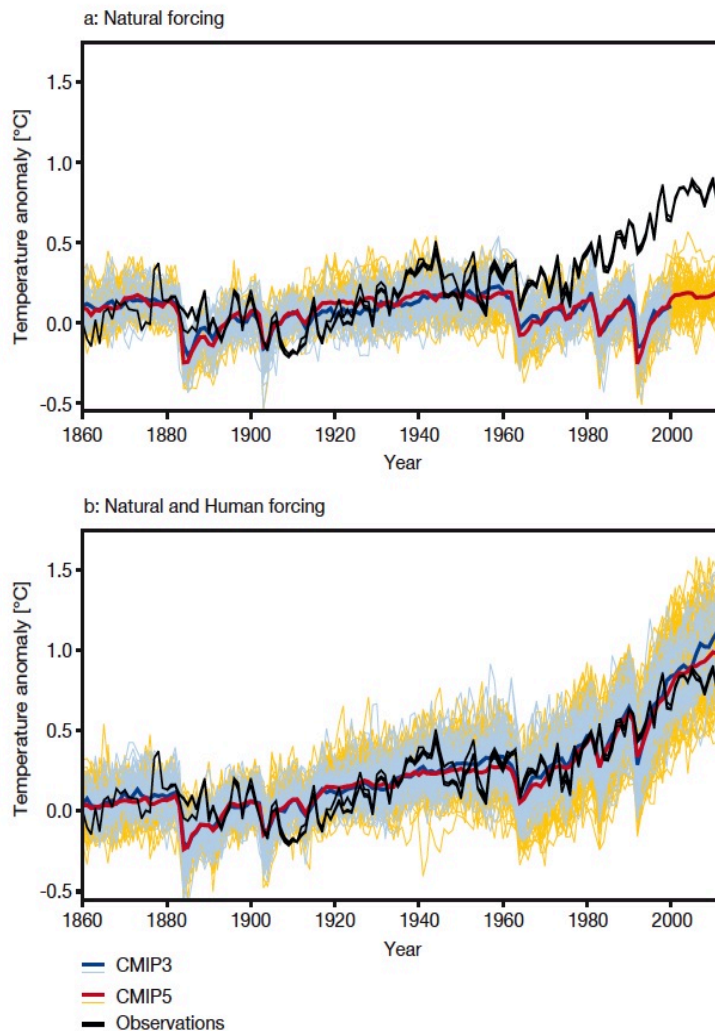 a: Natural forcing
Temperature anomaly [°C]
1.5
1.0
0.5
0.0
-0.5
1860 1880 1900 1920 1940 1960 1980 2000
Year
b: Natural and Human forcing
Temperature anomaly [°C]
1.5
1.0
0.5
0.0
-0.5
1860 1880 1900 1920 1940 1960 1980 2000
Year
CMIP3
CMIP5
Observations